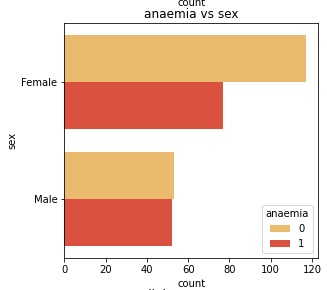 count
anaemia vs sex
Female
Male
sex
anaemia
0
1
0 20 40 60 80 100 120
count